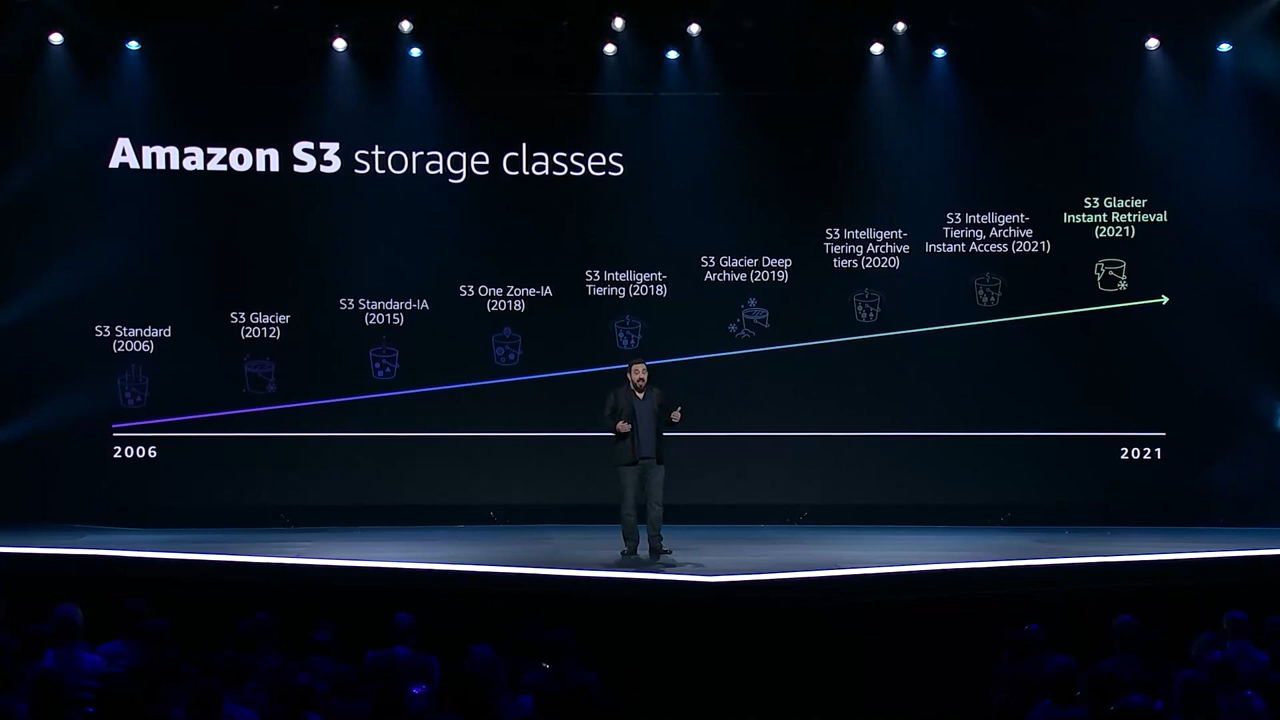 Amazon S3 storage classes
S3 Standard
(2006)
S3 Glacier
(2012)
S3 Standard-IA
(2015)
S3 One Zone-IA
(2018)
S3 Intelligent-
Tiering (2018)
S3 Glacier Deep
Archive (2019)
S3 Intelligent-
Tiering Archive
tiers (2020)
S3 Intelligent-
Tiering, Archive
Instant Access (2021)
S3 Glacier
Instant Retrieval
(2021)
2006
2021